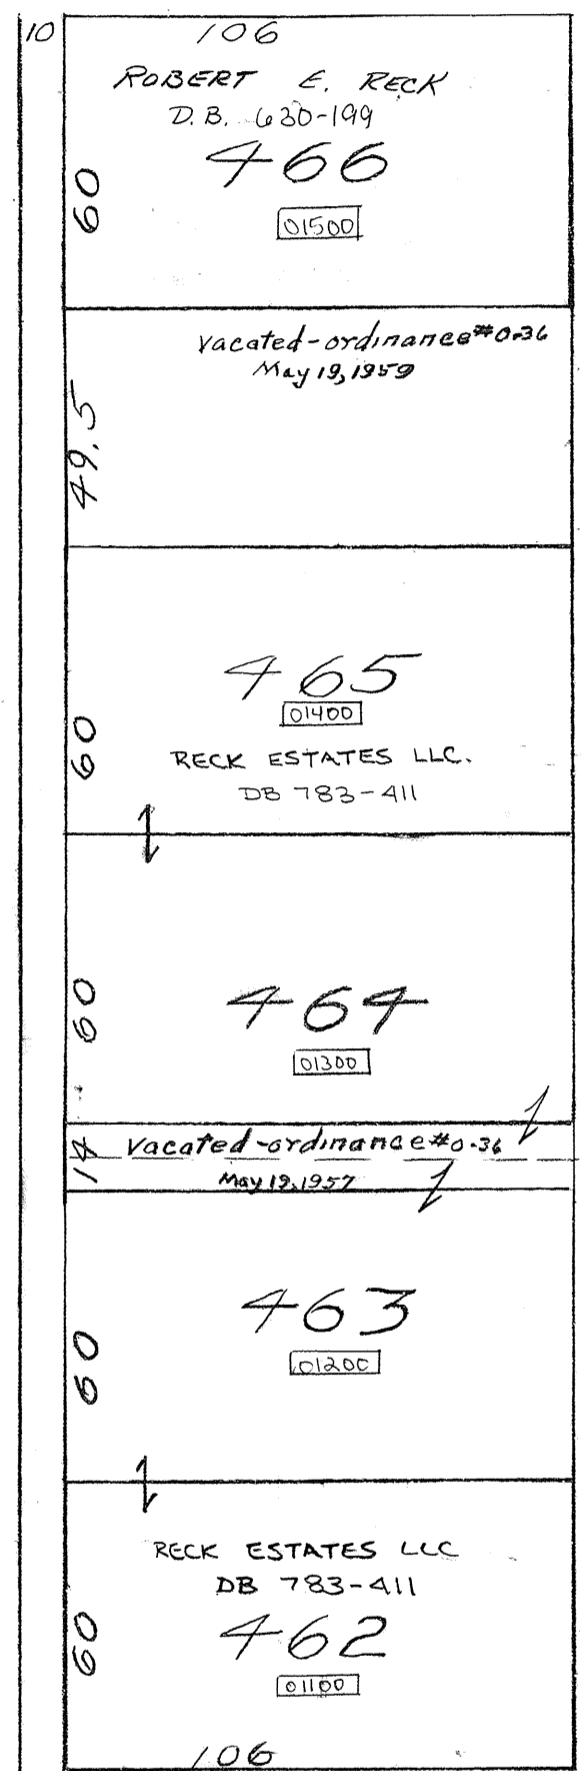 10 106
ROBERT E. RECK
D.B. 630-199
466
60
01500
Vacated-ordinance #0-36
May 19, 1959
49.5
465
01400
60
RECK ESTATES LLC.
DB 783-411
464
60
01300
14 Vacated-ordinance #0-36
May 19, 1957
463
01200
60
RECK ESTATES LLC
DB 783-411
462
60
01100
106